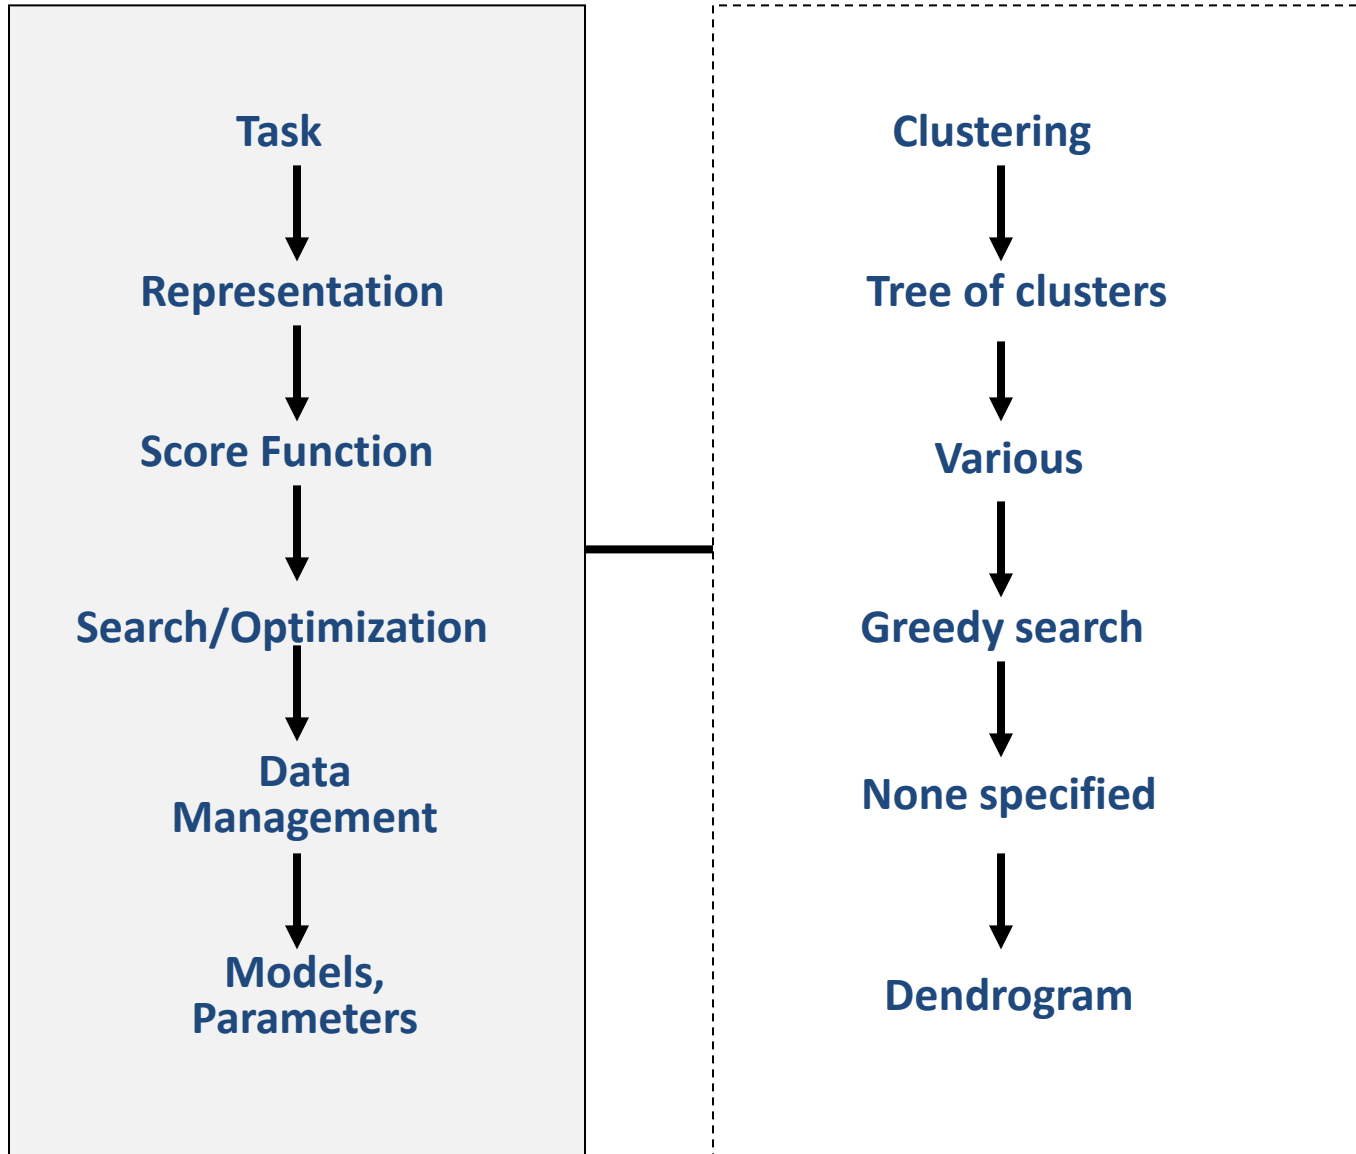 Task
Representation
Score Function
Search/Optimization
Data
Management
Models,
Parameters
Clustering
Tree of clusters
Various
Greedy search
None specified
Dendrogram